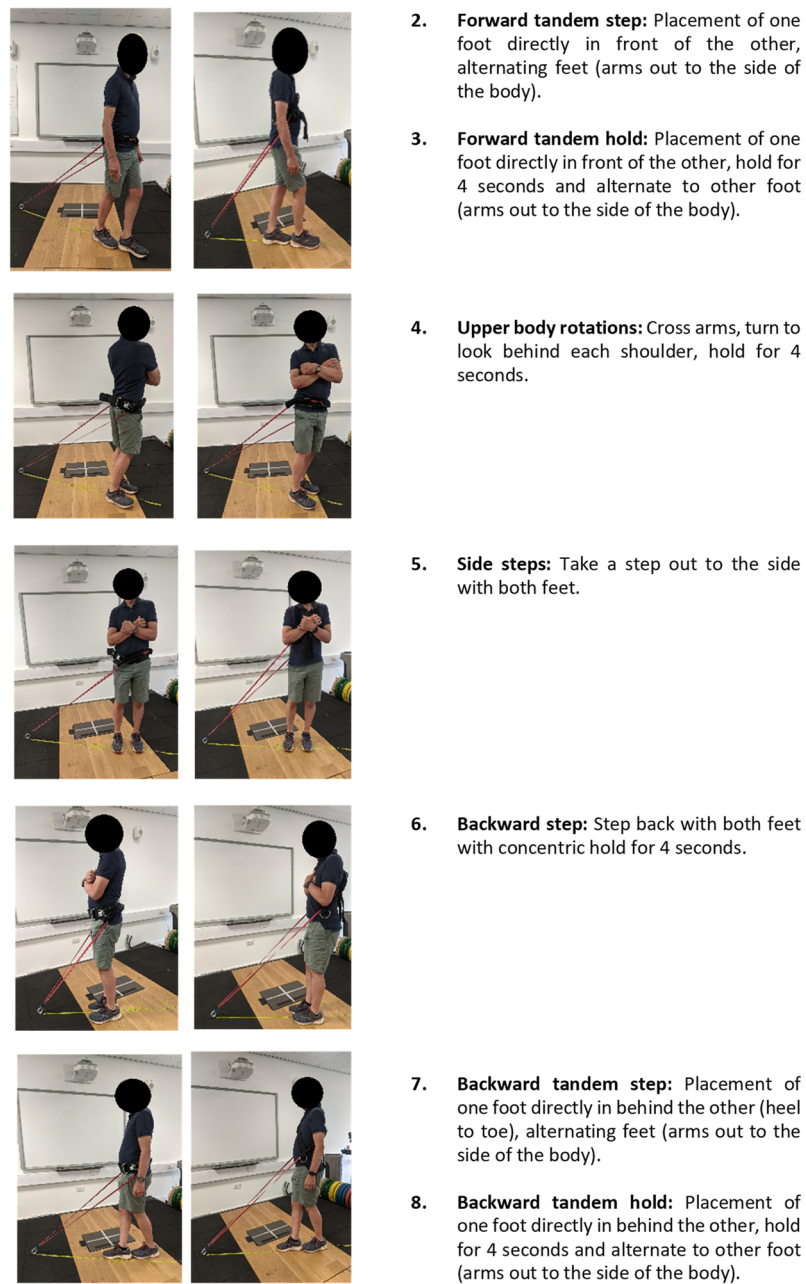 2. Forward tandem step: Placement of one
foot directly in front of the other,
alternating feet (arms out to the side of
the body).
3. Forward tandem hold: Placement of one
foot directly in front of the other, hold for
4 seconds and alternate to other foot
(arms out to the side of the body).
4. Upper body rotations: Cross arms, turn to
look behind each shoulder, hold for 4
seconds.
5. Side steps: Take a step out to the side
with both feet.
6. Backward step: Step back with both feet
with concentric hold for 4 seconds.
7. Backward tandem step: Placement of
one foot directly in behind the other (heel
to toe), alternating feet (arms out to the
side of the body).
8. Backward tandem hold: Placement of
one foot directly in behind the other, hold
for 4 seconds and alternate to other foot
(arms out to the side of the body).